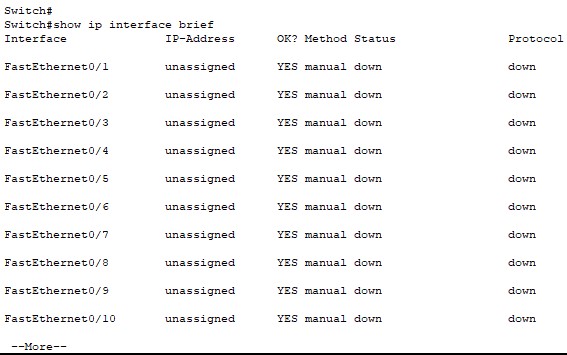 Switch#
Switch#show ip interface brief
Interface IP-Address OK? Method Status Protocol
FastEthernet0/1 unassigned YES manual down down
FastEthernet0/2 unassigned YES manual down down
FastEthernet0/3 unassigned YES manual down down
FastEthernet0/4 unassigned YES manual down down
FastEthernet0/5 unassigned YES manual down down
FastEthernet0/6 unassigned YES manual down down
FastEthernet0/7 unassigned YES manual down down
FastEthernet0/8 unassigned YES manual down down
FastEthernet0/9 unassigned YES manual down down
FastEthernet0/10 unassigned YES manual down down
--More--